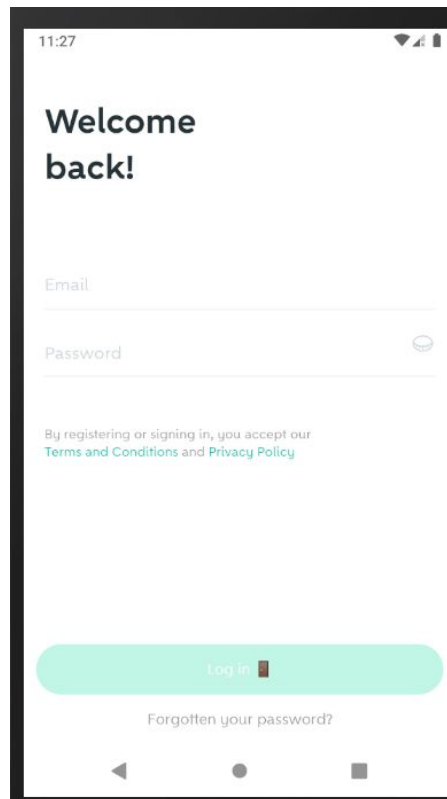 11:27
Welcome
back!
Email
Password
By registering or signing in, you accept our
Terms and Conditions and Privacy Policy
Log in 🚪
Forgotten your password?